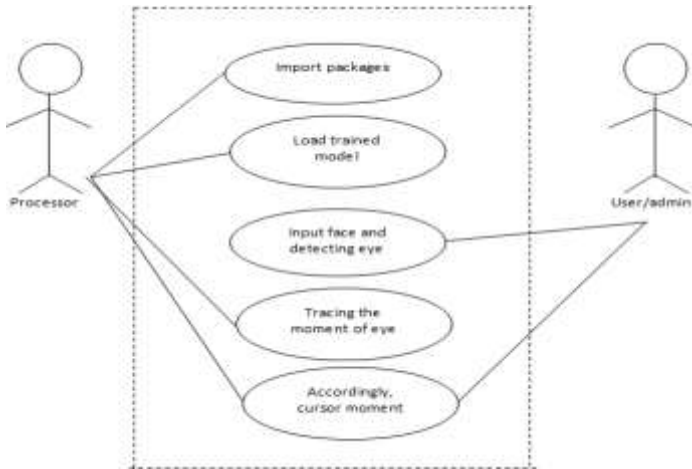 Import packages
Load trained
model
Processor
User/admin
Input face and
detecting eye
Tracing the
moment of eye
Accordingly,
cursor moment